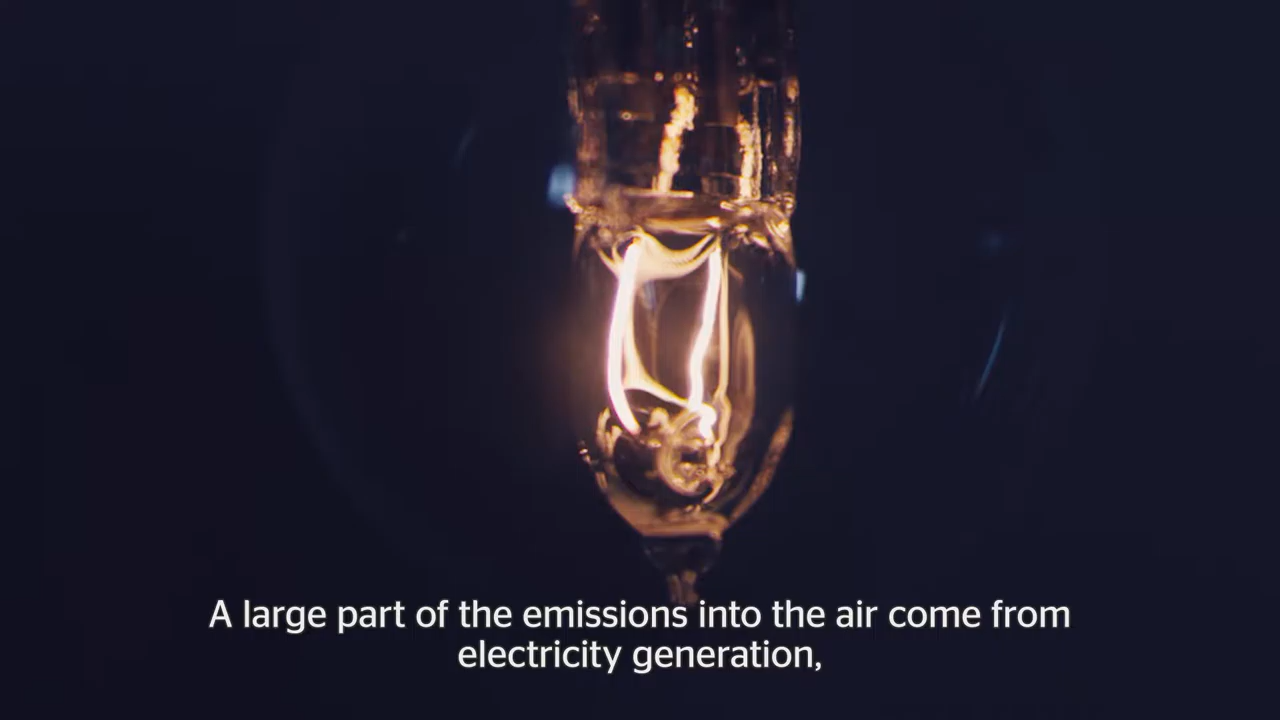 A large part of the emissions into the air come from
electricity generation,